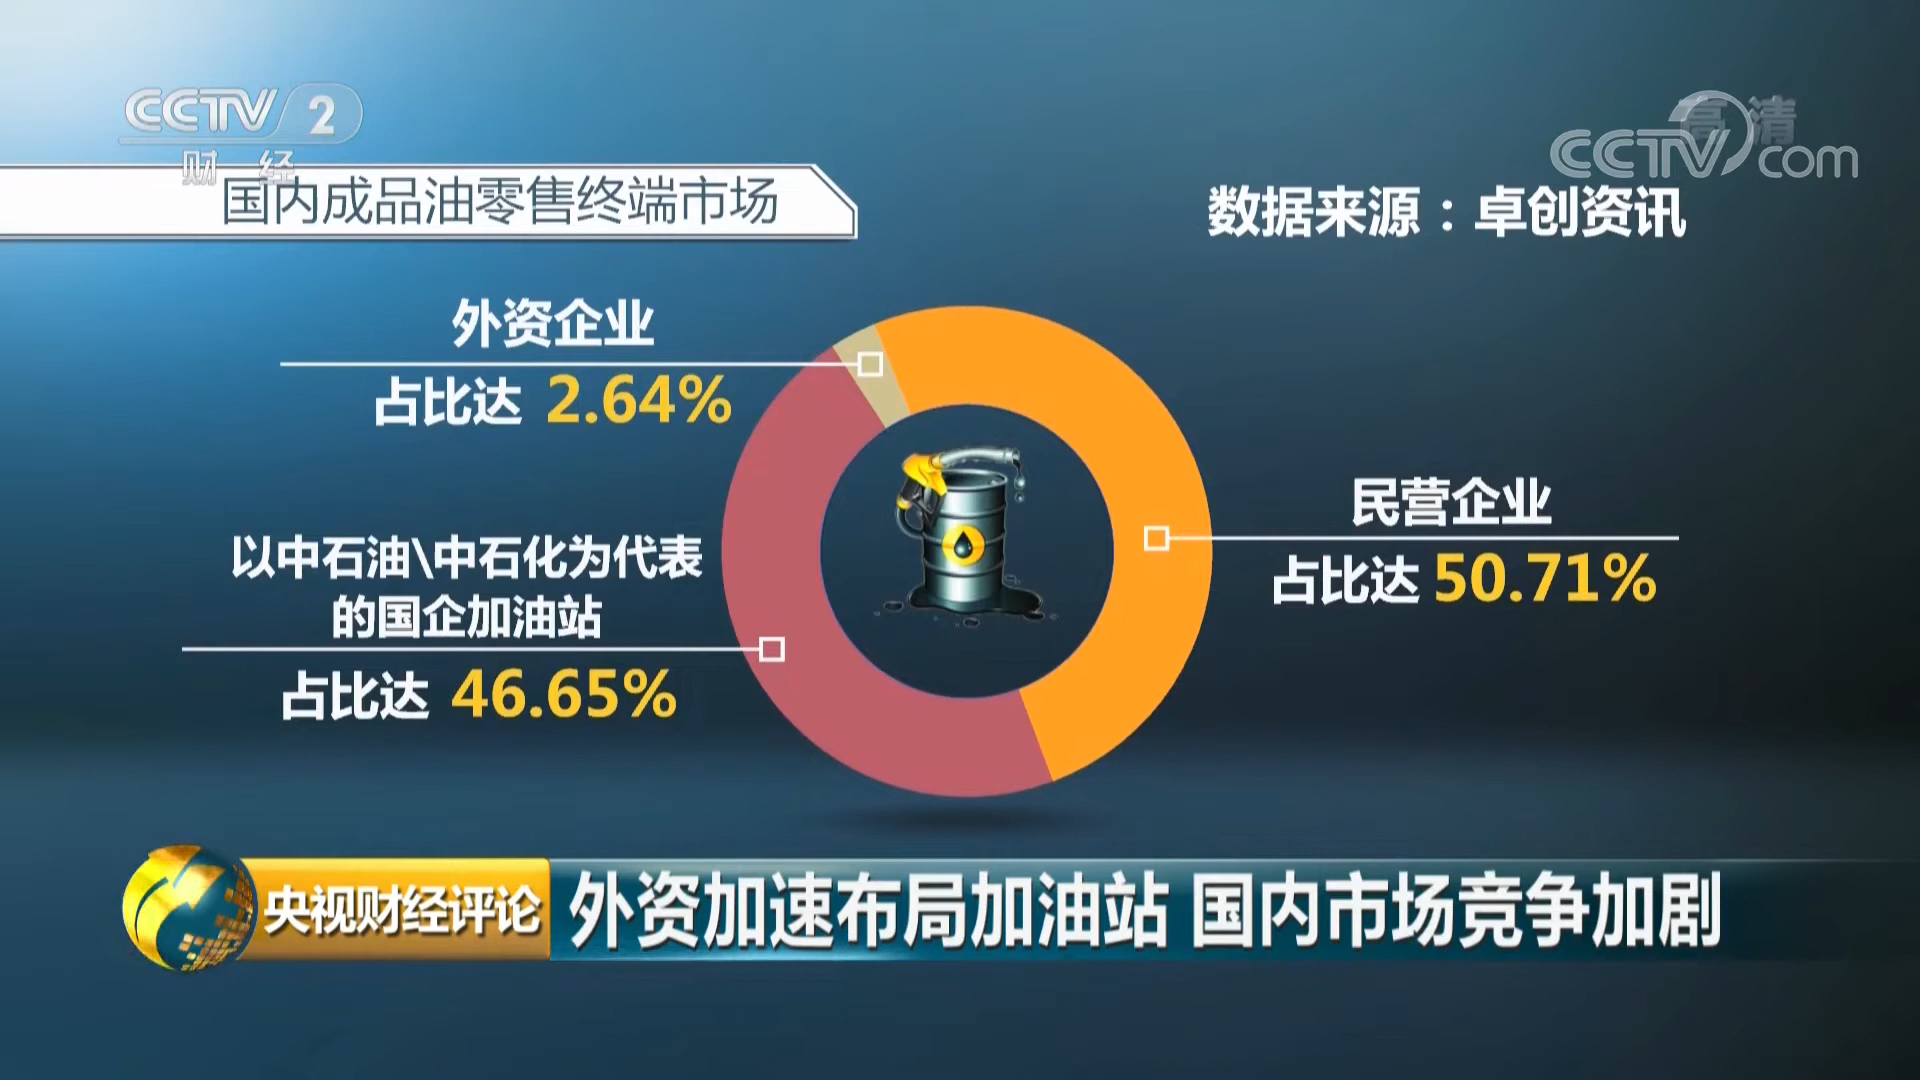 CCTV 2
财 经
高清
CCTV.com
国内成品油零售终端市场
数据来源：卓创资讯
外资企业
占比达 2.64%
民营企业
占比达 50.71%
以中石油\中石化为代表
的国企加油站
占比达 46.65%
央视财经评论
外资加速布局加油站 国内市场竞争加剧